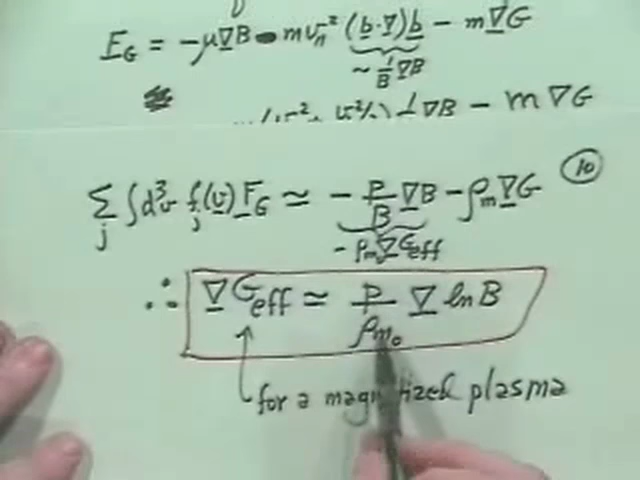 F_G = -μ∇B - m v_∥² (b·∇)b - m∇G
~ 1/B ∇B
∇B - m ∇G
10
∑_j ∫d³v f_j(v) F_G ≃ - P/B ∇B - ρ_m ∇G
- ρ_m ∇G_eff
∴ ∇G_eff ≃ P/ρ_m₀ ∇ ln B
for a magnetized plasma